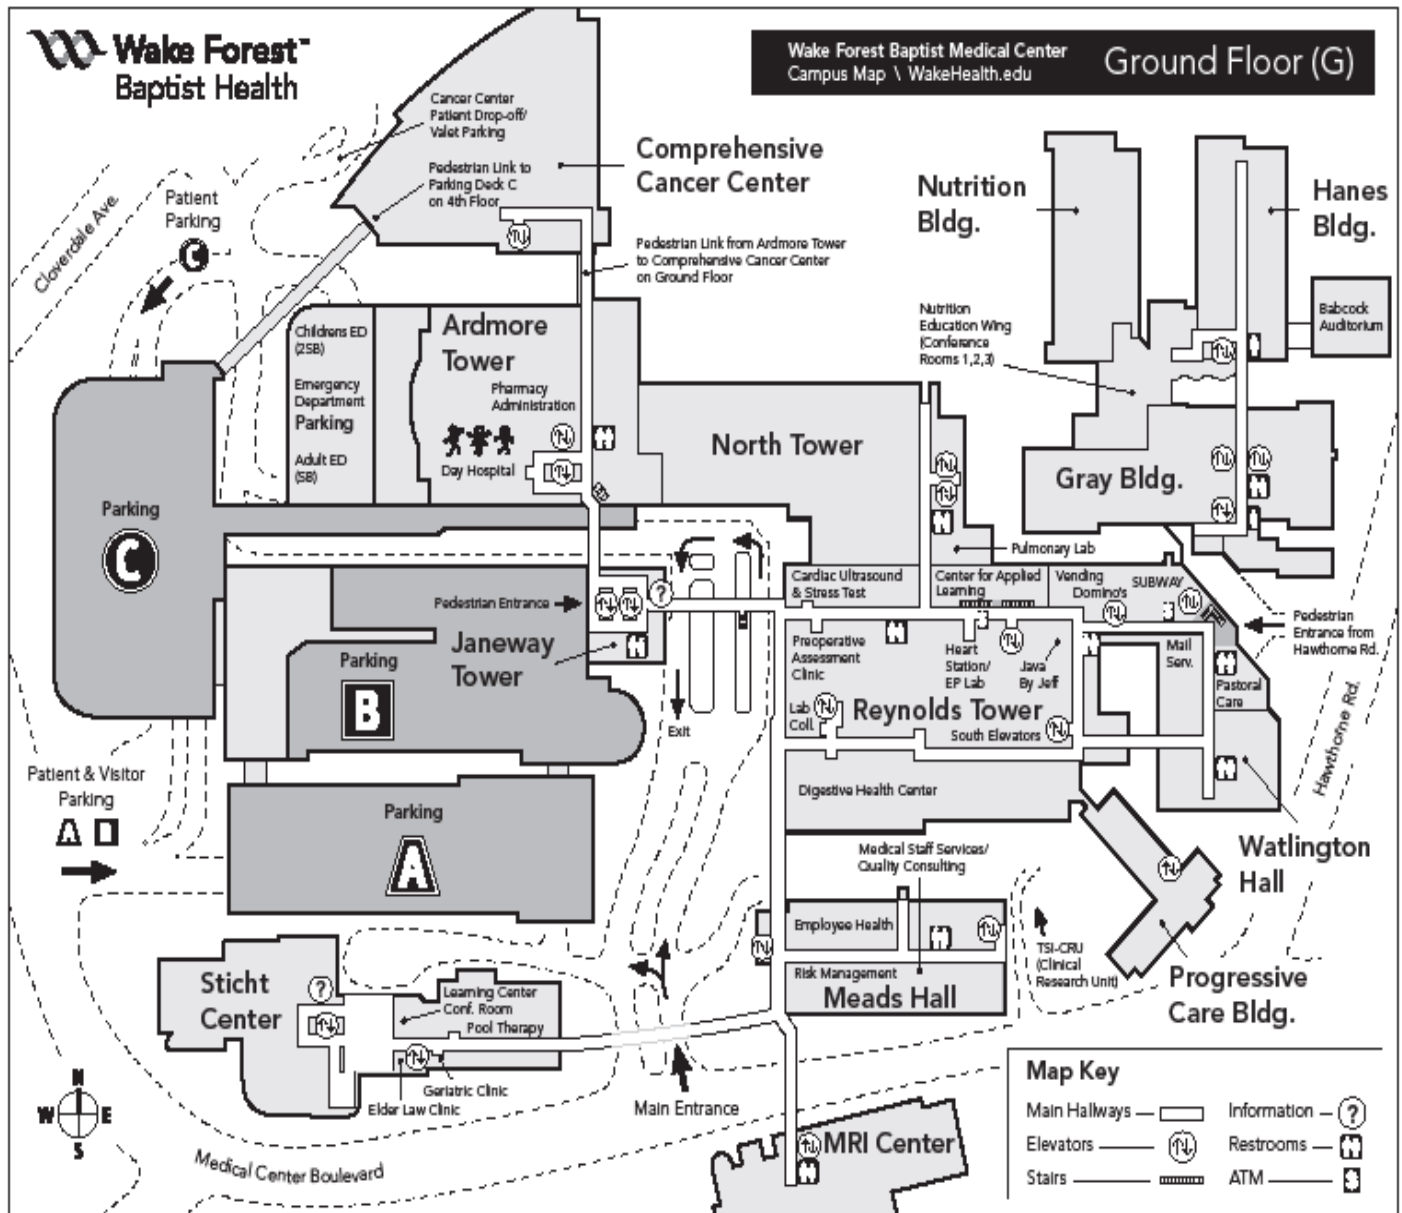 Wake Forest™
Baptist Health
Wake Forest Baptist Medical Center
Campus Map \ WakeHealth.edu
Ground Floor (G)
Cancer Center
Patient Drop-off/
Valet Parking
Pedestrian Link to
Parking Deck C
on 4th Floor
Comprehensive
Cancer Center
Nutrition
Bldg.
Hanes
Bldg.
Cloverdale Ave.
Patient
Parking
C
Pedestrian Link from Ardmore Tower
to Comprehensive Cancer Center
on Ground Floor
Nutrition
Education Wing
(Conference
Rooms 1,2,3)
Babcock
Auditorium
Childrens ED
(2SB)
Emergency
Department
Parking
Adult ED
(SB)
Ardmore
Tower
Pharmacy
Administration
Day Hospital
North Tower
Gray Bldg.
Parking
C
Pulmonary Lab
Pedestrian Entrance
Janeway
Tower
?
Cardiac Ultrasound
& Stress Test
Center for Applied
Learning
Vending
Domino's
SUBWAY
Pedestrian
Entrance from
Hawthorne Rd.
Preoperative
Assessment
Clinic
Heart
Station/
EP Lab
Java
By Jeff
Mail
Serv.
Pastoral
Care
Parking
B
Lab
Coll.
Reynolds Tower
South Elevators
Exit
Hawthorne Rd.
Patient & Visitor
Parking
A
Parking
A
Digestive Health Center
Medical Staff Services/
Quality Consulting
Watlington
Hall
Employee Health
Risk Management
Meads Hall
TSI-CRU
(Clinical
Research Unit)
Progressive
Care Bldg.
Sticht
Center
?
Learning Center
Conf. Room
Pool Therapy
Geriatric Clinic
Elder Law Clinic
Main Entrance
N
W E
S
Medical Center Boulevard
MRI Center
Map Key
Main Hallways
Information
?
Elevators
Restrooms
Stairs
ATM
$